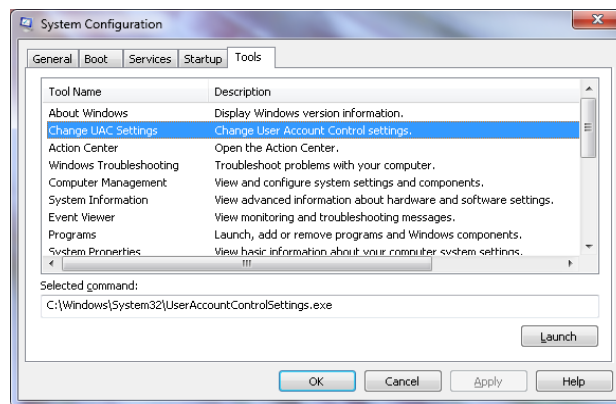 System Configuration
General Boot Services Startup Tools
Tool Name Description
About Windows Display Windows version information.
Change UAC Settings Change User Account Control settings.
Action Center Open the Action Center.
Windows Troubleshooting Troubleshoot problems with your computer.
Computer Management View and configure system settings and components.
System Information View advanced information about hardware and software settings.
Event Viewer View monitoring and troubleshooting messages.
Programs Launch, add or remove programs and Windows components.
System Properties View basic information about your computer system settings.
Selected command:
C:\Windows\System32\UserAccountControlSettings.exe
Launch
OK Cancel Apply Help